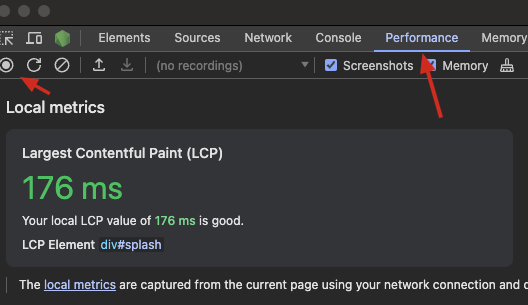 Elements Sources Network Console Performance Memory
(no recordings) Screenshots Memory
Local metrics
Largest Contentful Paint (LCP)
176 ms
Your local LCP value of 176 ms is good.
LCP Element div#splash
The local metrics are captured from the current page using your network connection and